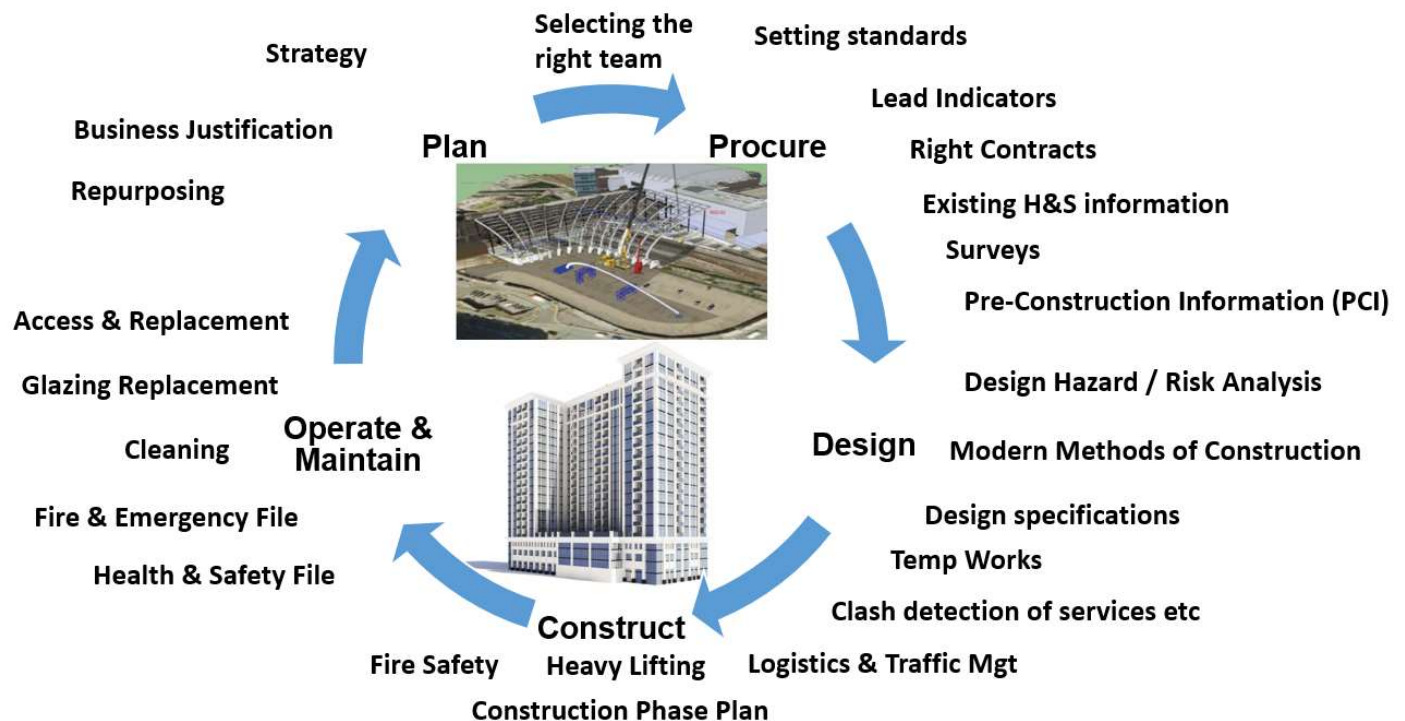 Strategy
Selecting the
right team
Setting standards
Lead Indicators
Business Justification
Plan
Procure
Right Contracts
Repurposing
Existing H&S information
Surveys
Pre-Construction Information (PCI)
Access & Replacement
Glazing Replacement
Design Hazard / Risk Analysis
Operate &
Maintain
Cleaning
Design
Modern Methods of Construction
Fire & Emergency File
Design specifications
Temp Works
Health & Safety File
Clash detection of services etc
Construct
Fire Safety
Heavy Lifting
Logistics & Traffic Mgt
Construction Phase Plan